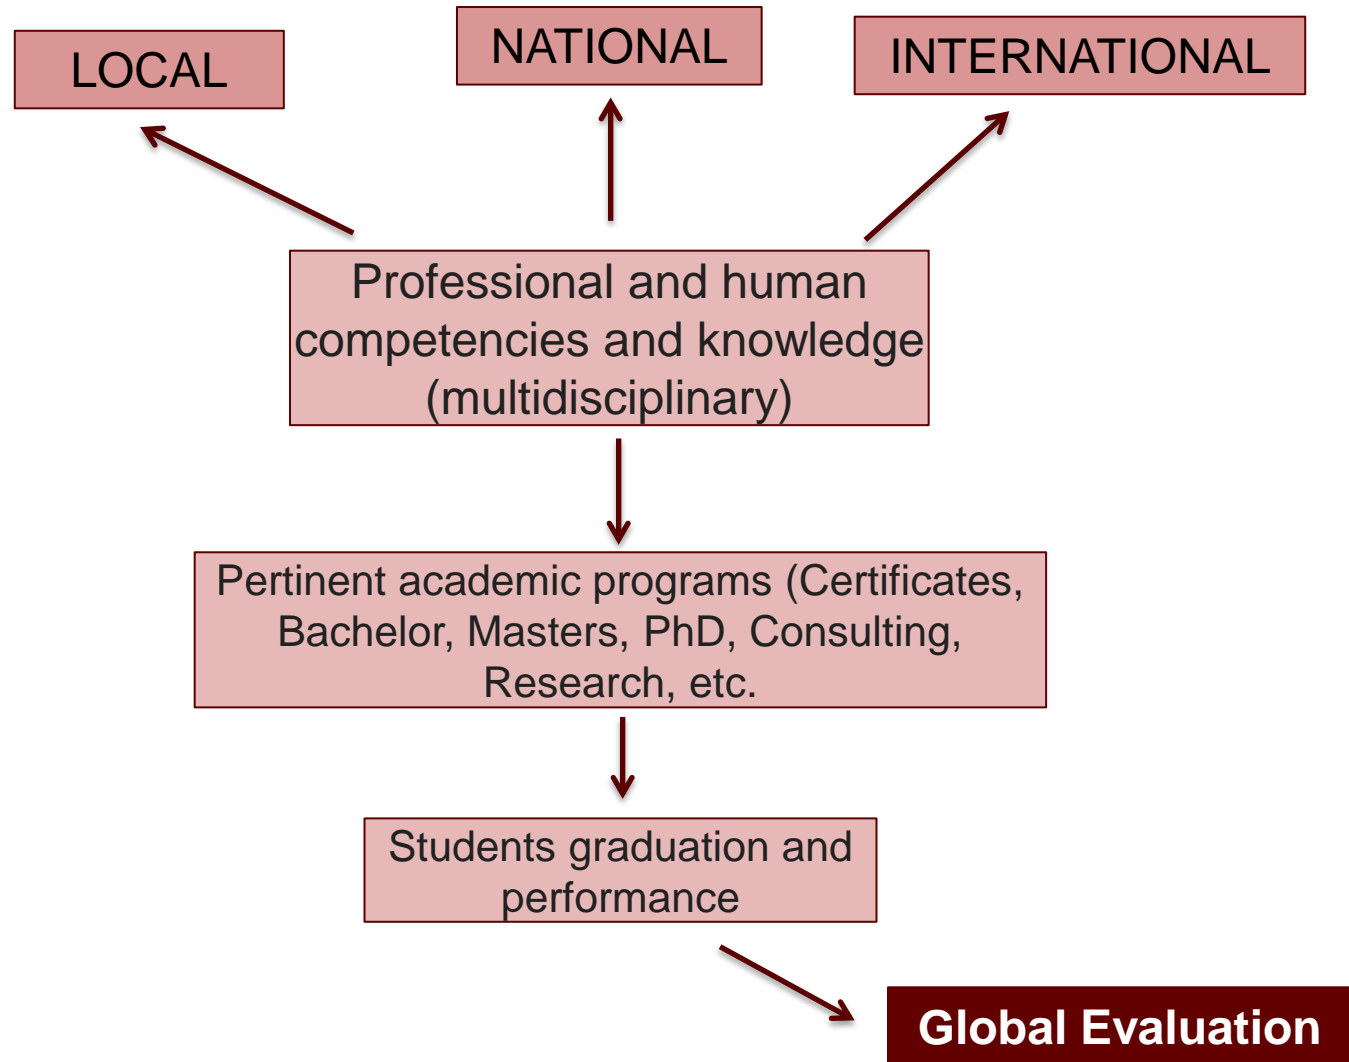 LOCAL
NATIONAL
INTERNATIONAL
Professional and human
competencies and knowledge
(multidisciplinary)
Pertinent academic programs (Certificates,
Bachelor, Masters, PhD, Consulting,
Research, etc.
Students graduation and
performance
Global Evaluation